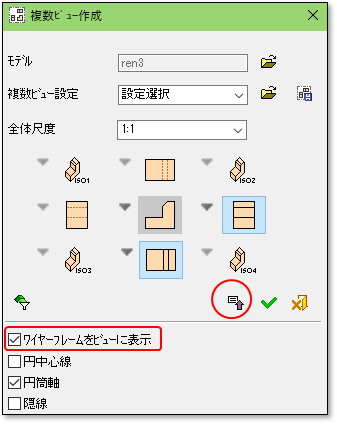 複数ﾋﾞｭｰ作成
ﾓﾃﾞﾙ
ren3
複数ビュー設定
設定選択
全体尺度
1:1
ISO1
ISO2
ISO3
ISO4
ﾜｲﾔｰﾌﾚｰﾑをﾋﾞｭｰに表示
円中心線
円筒軸
隠線